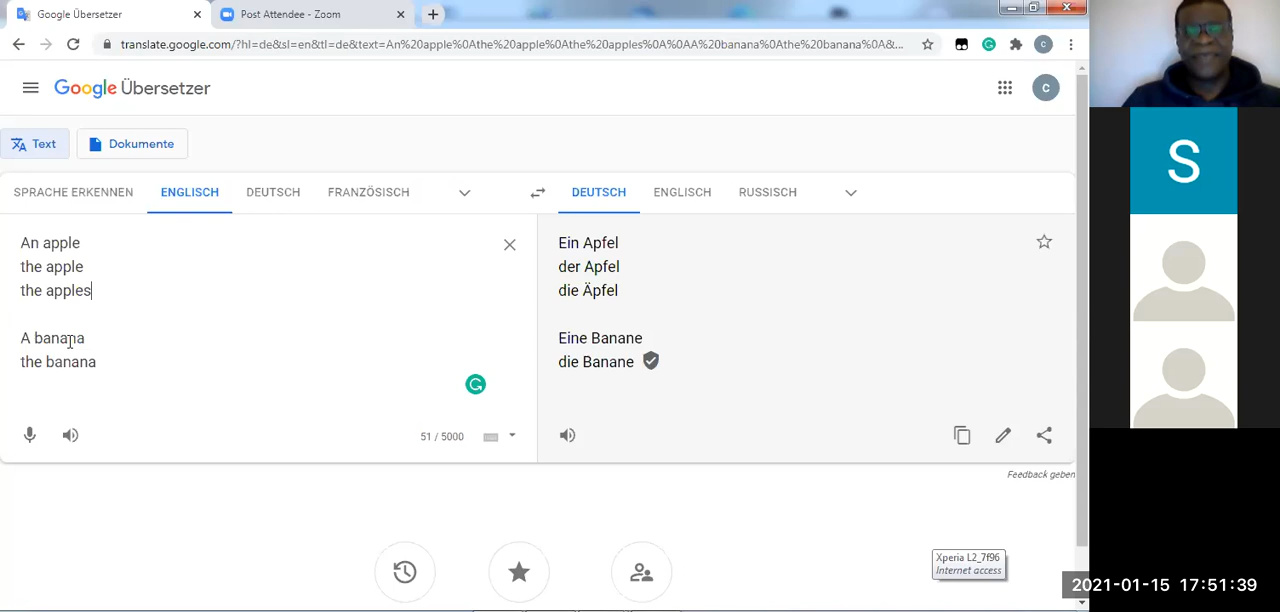 Google Übersetzer
Post Attendee - Zoom
translate.google.com/?hl=de&sl=en&tl=de&text=An%20apple%0Athe%20apple%0Athe%20apples%0A%0AA%20banana%0Athe%20banana%0A&...
C
Google Übersetzer
C
Text
Dokumente
SPRACHE ERKENNEN
ENGLISCH
DEUTSCH
FRANZÖSISCH
DEUTSCH
ENGLISCH
RUSSISCH
An apple
the apple
the apples
A banana
the banana
51 / 5000
Ein Apfel
der Apfel
die Äpfel
Eine Banane
die Banane
Feedback geben
Xperia L2_7f96
Internet access
S
2021-01-15 17:51:39